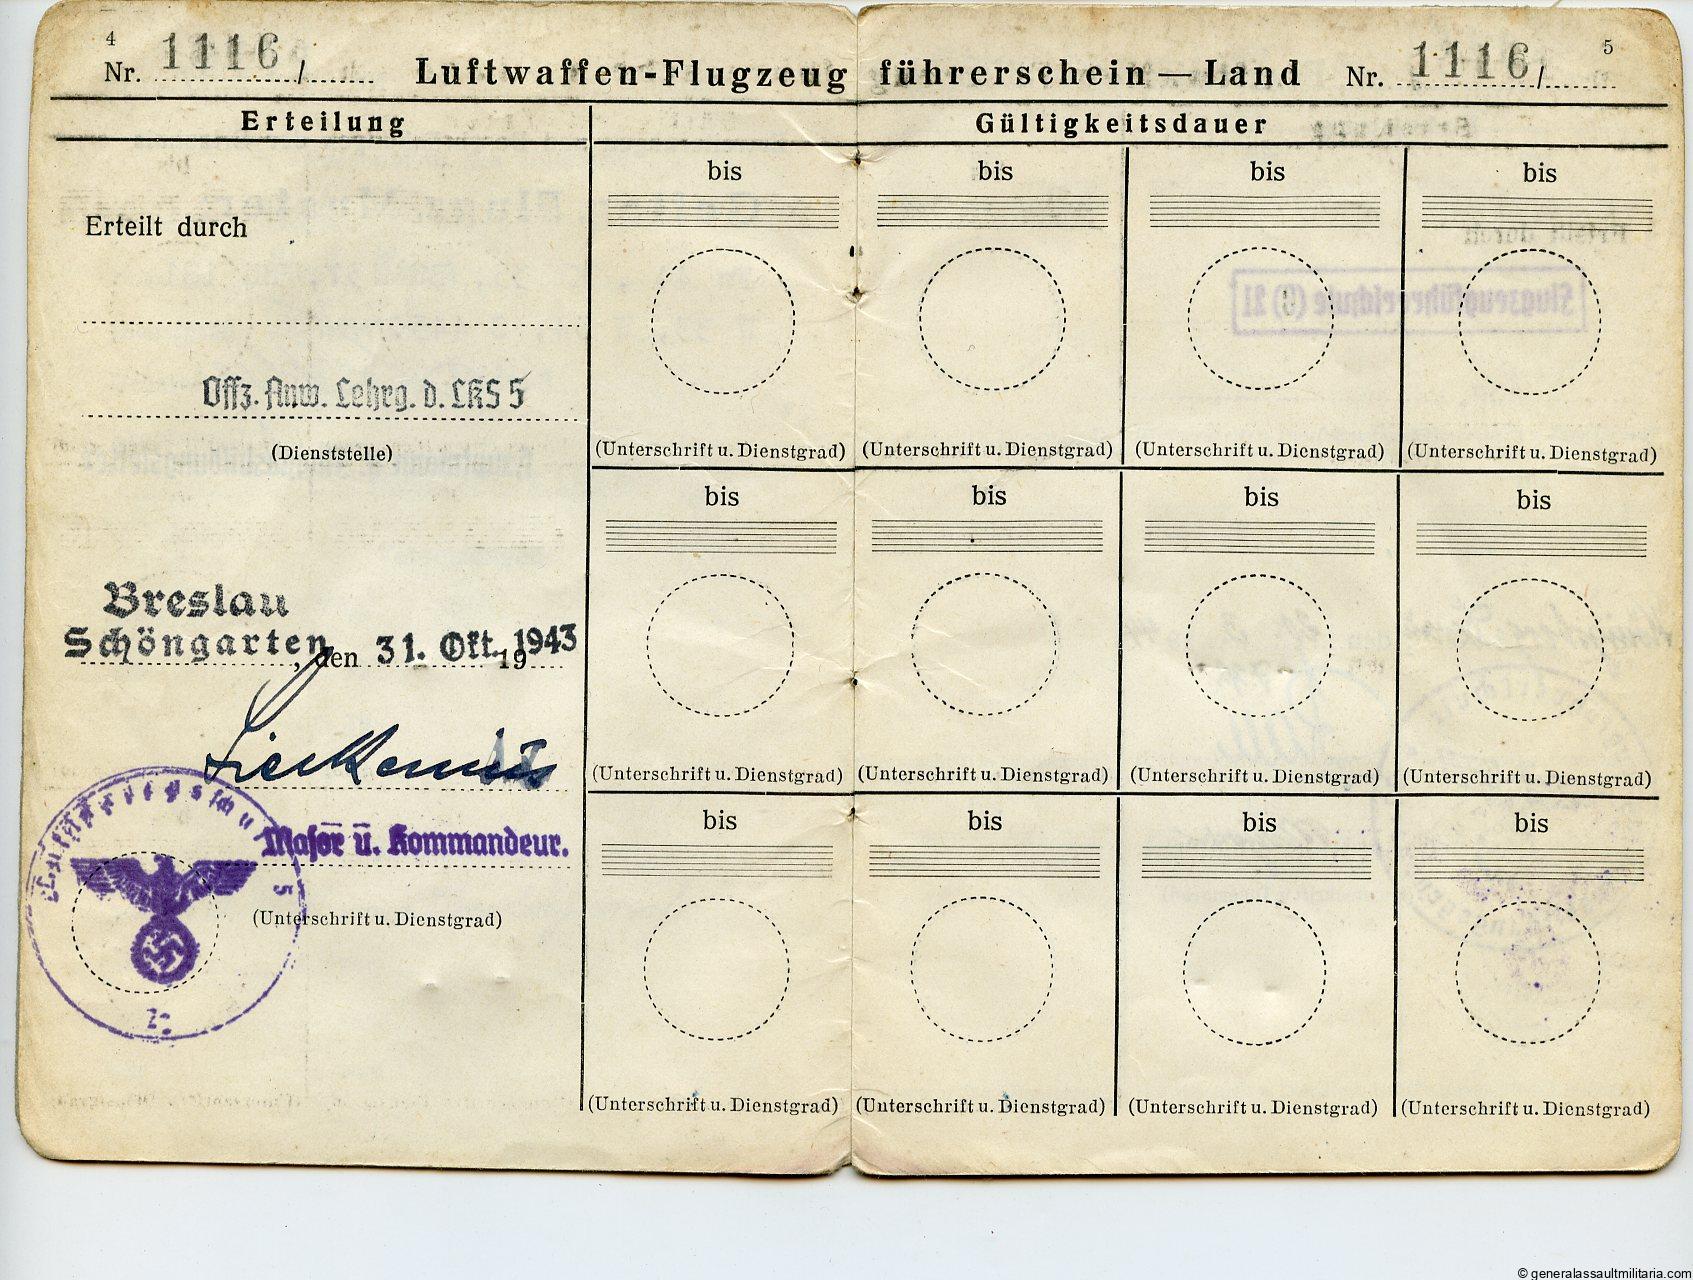 4
Nr. 1116/
Luftwaffen-Flugzeugführerschein — Land
Nr. 1116/
5
Erteilung
Gültigkeitsdauer
Erteilt durch
Offz. Anw. Lehrg. d. LKS 5
(Dienststelle)
Breslau
Schöngarten, den 31. Okt. 19 1943
Major u. Kommandeur.
(Unterschrift u. Dienstgrad)
Luftkriegsschule 5
bis bis bis bis
(Unterschrift u. Dienstgrad) (Unterschrift u. Dienstgrad) (Unterschrift u. Dienstgrad) (Unterschrift u. Dienstgrad)
bis bis bis bis
(Unterschrift u. Dienstgrad) (Unterschrift u. Dienstgrad) (Unterschrift u. Dienstgrad) (Unterschrift u. Dienstgrad)
bis bis bis bis
(Unterschrift u. Dienstgrad) (Unterschrift u. Dienstgrad) (Unterschrift u. Dienstgrad) (Unterschrift u. Dienstgrad)
© generalassaultmilitaria.com